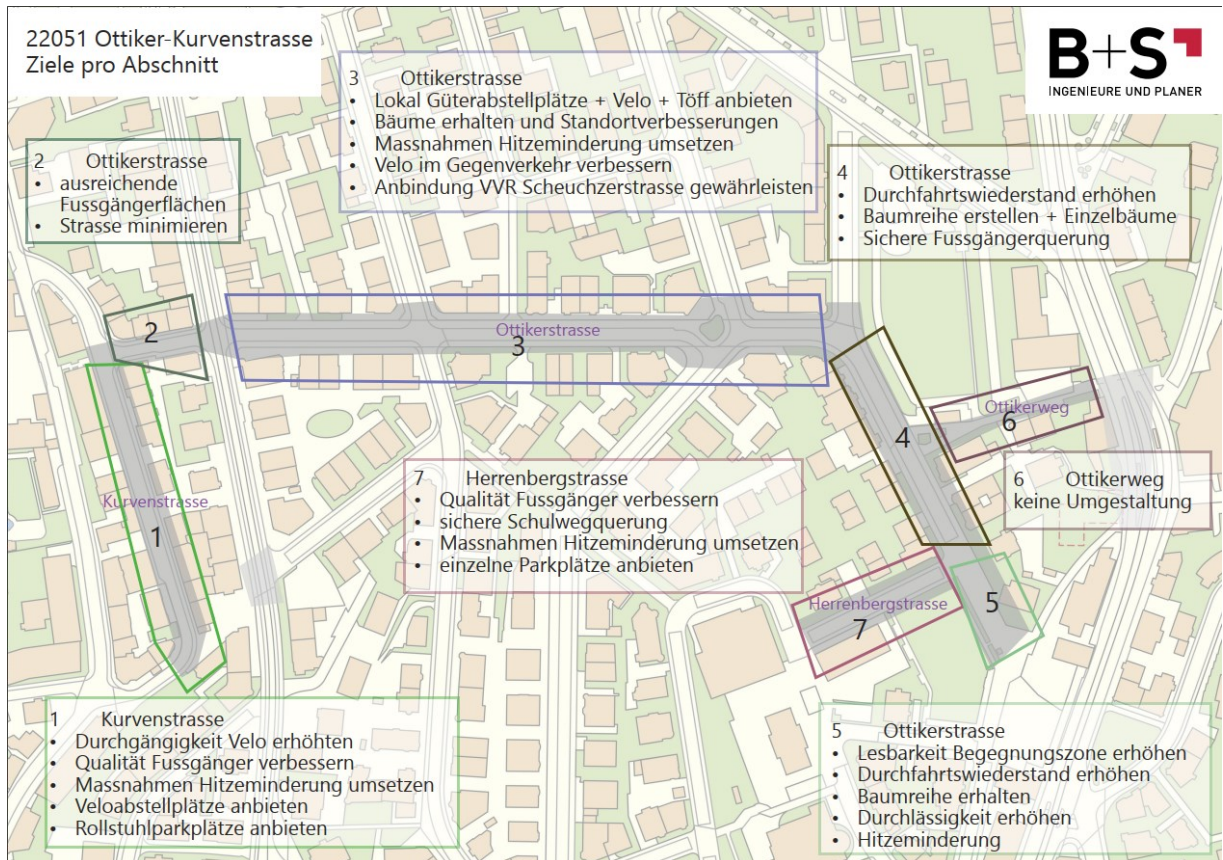 22051 Ottiker-Kurvenstrasse
Ziele pro Abschnitt
B+S
INGENIEURE UND PLANER
3 Ottikerstrasse
• Lokal Güterabstellplätze + Velo + Töff anbieten
• Bäume erhalten und Standortverbesserungen
• Massnahmen Hitzeminderung umsetzen
• Velo im Gegenverkehr verbessern
• Anbindung VVR Scheuchzerstrasse gewährleisten
2 Ottikerstrasse
• ausreichende
Fussgängerflächen
• Strasse minimieren
4 Ottikerstrasse
• Durchfahrtswiederstand erhöhen
• Baumreihe erstellen + Einzelbäume
• Sichere Fussgängerquerung
2
Ottikerstrasse
3
Kurvenstrasse
1
4
Ottikerweg
6
7 Herrenbergstrasse
• Qualität Fussgänger verbessern
• sichere Schulwegquerung
• Massnahmen Hitzeminderung umsetzen
• einzelne Parkplätze anbieten
6 Ottikerweg
keine Umgestaltung
Herrenbergstrasse
7
5
1 Kurvenstrasse
• Durchgängigkeit Velo erhöhten
• Qualität Fussgänger verbessern
• Massnahmen Hitzeminderung umsetzen
• Veloabstellplätze anbieten
• Rollstuhlparkplätze anbieten
5 Ottikerstrasse
• Lesbarkeit Begegnungszone erhöhen
• Durchfahrtswiederstand erhöhen
• Baumreihe erhalten
• Durchlässigkeit erhöhen
• Hitzeminderung